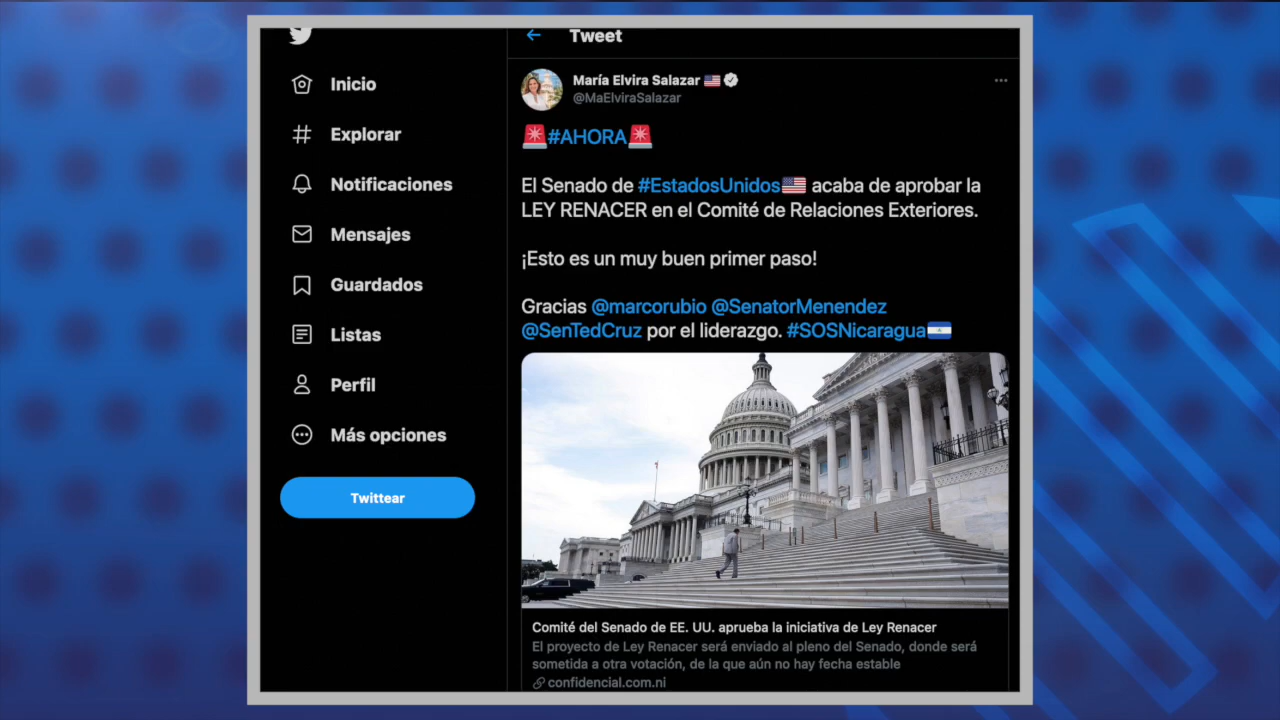 Tweet
Inicio
Explorar
Notificaciones
Mensajes
Guardados
Listas
Perfil
Más opciones
Twittear
María Elvira Salazar 🇺🇸
@MaElviraSalazar
🚨#AHORA🚨
El Senado de #EstadosUnidos🇺🇸 acaba de aprobar la
LEY RENACER en el Comité de Relaciones Exteriores.
¡Esto es un muy buen primer paso!
Gracias @marcorubio @SenatorMenendez
@SenTedCruz por el liderazgo. #SOSNicaragua🇳🇮
Comité del Senado de EE. UU. aprueba la iniciativa de Ley Renacer
El proyecto de Ley Renacer será enviado al pleno del Senado, donde será
sometida a otra votación, de la que aún no hay fecha estable
confidencial.com.ni